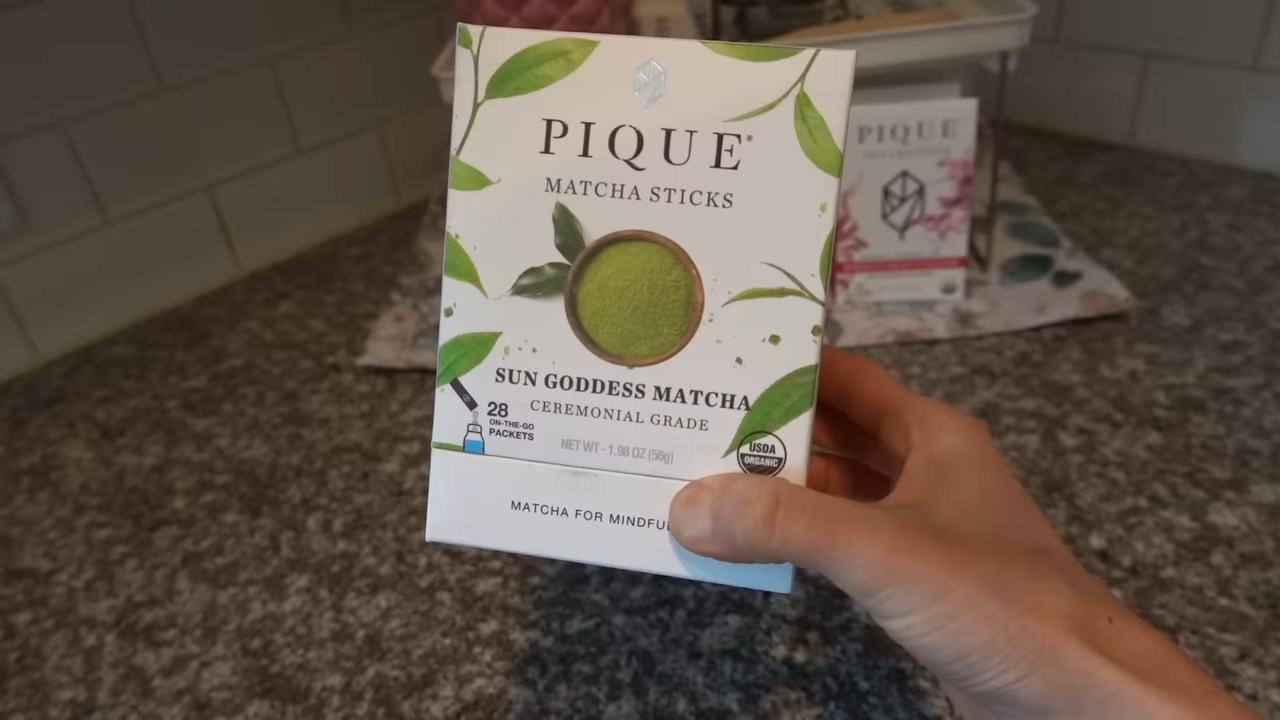 PIQUE®
MATCHA STICKS
SUN GODDESS MATCHA
CEREMONIAL GRADE
28
ON-THE-GO
PACKETS
NET WT - 1.98 OZ (56g)
USDA
ORGANIC
MATCHA FOR MINDFUL
PIQUE